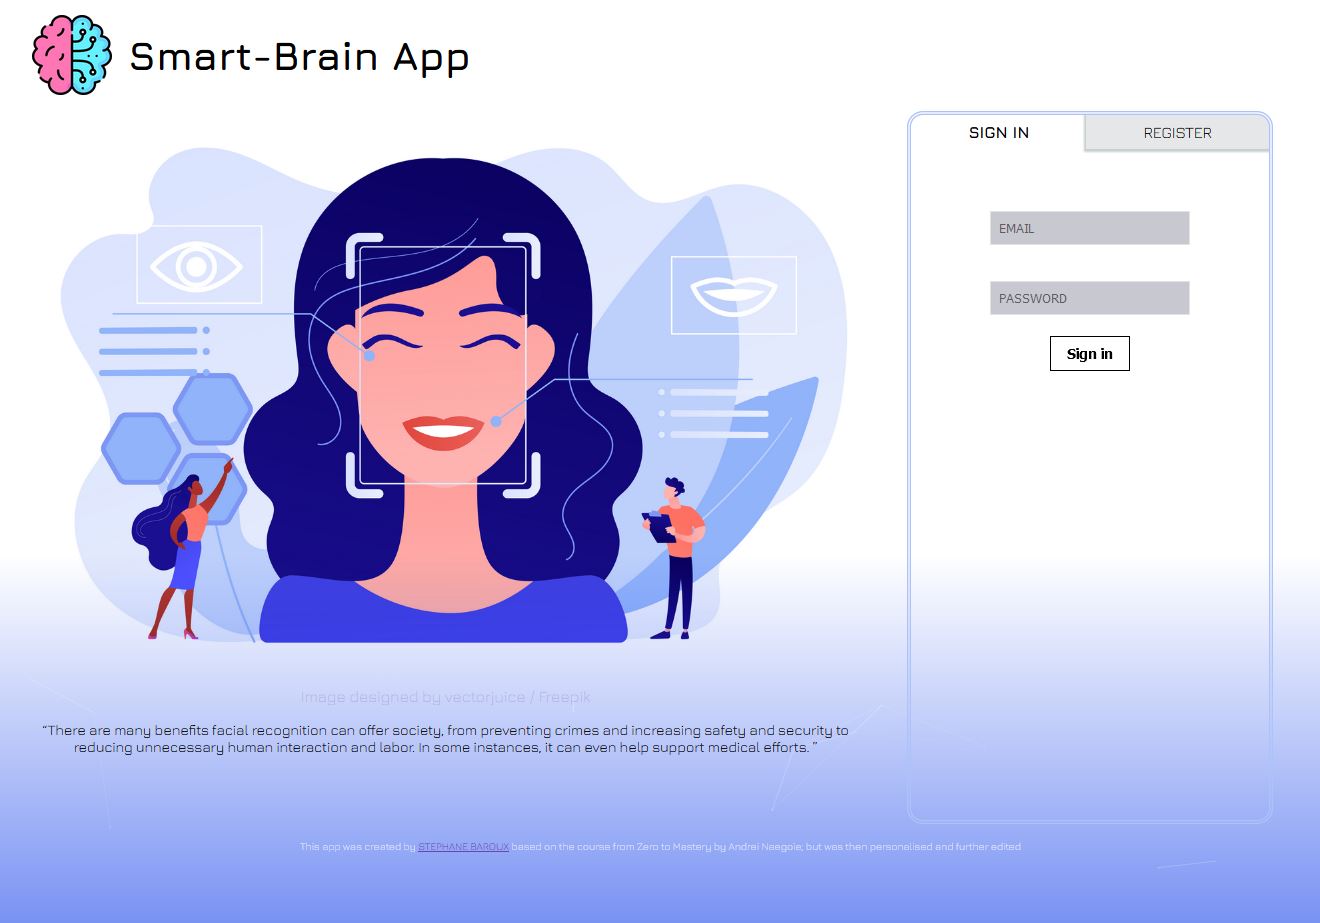 Smart-Brain App
SIGN IN
REGISTER
EMAIL
PASSWORD
Sign in
Image designed by vectorjuice / Freepik
“There are many benefits facial recognition can offer society, from preventing crimes and increasing safety and security to
reducing unnecessary human interaction and labor. In some instances, it can even help support medical efforts. ”
This app was created by STEPHANE BAROUX based on the course from Zero to Mastery by Andrei Naegoie; but was then personalised and further edited